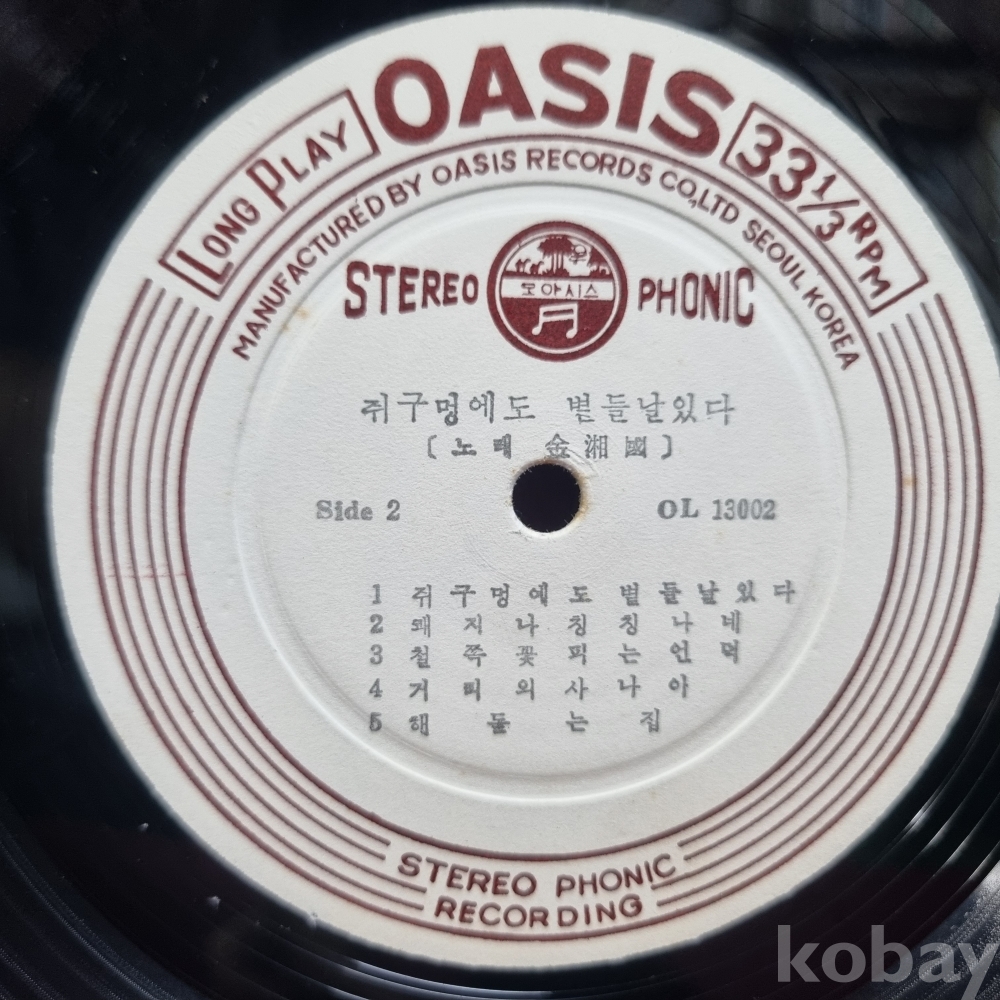 OASIS
LONG PLAY
33 1/3 RPM
MANUFACTURED BY OASIS RECORDS CO,LTD SEOUL KOREA
STEREO PHONIC
오아시스
쥐구멍에도 볕들날있다
(노래 金湘國)
Side 2 OL 13002
1 쥐구멍에도 볕들날있다
2 쾌지나칭칭나네
3 철쭉꽃피는언덕
4 거리의사나이
5 해돋는집
STEREO PHONIC
RECORDING
kobay